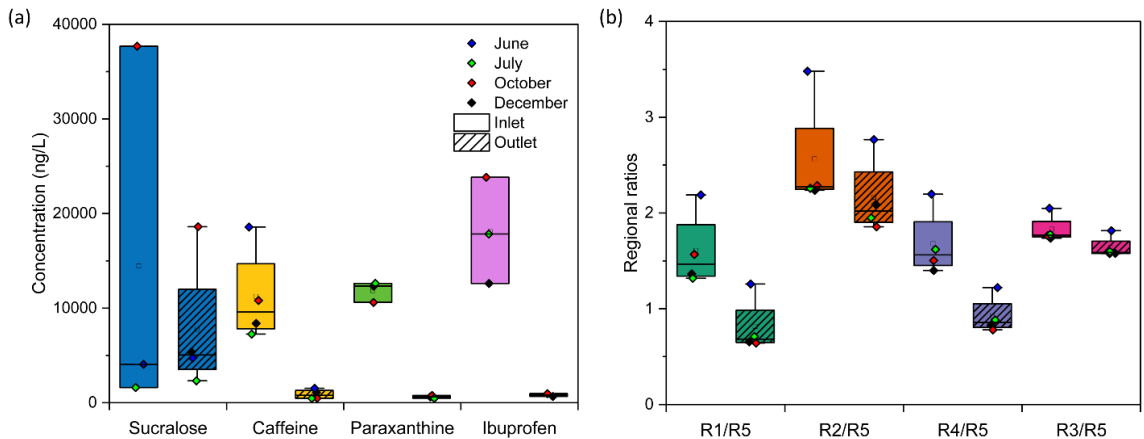 (a)
Concentration (ng/L)
40000
30000
20000
10000
0
June
July
October
December
Inlet
Outlet
Sucralose Caffeine Paraxanthine Ibuprofen
(b)
Regional ratios
4
3
2
1
0
R1/R5 R2/R5 R4/R5 R3/R5